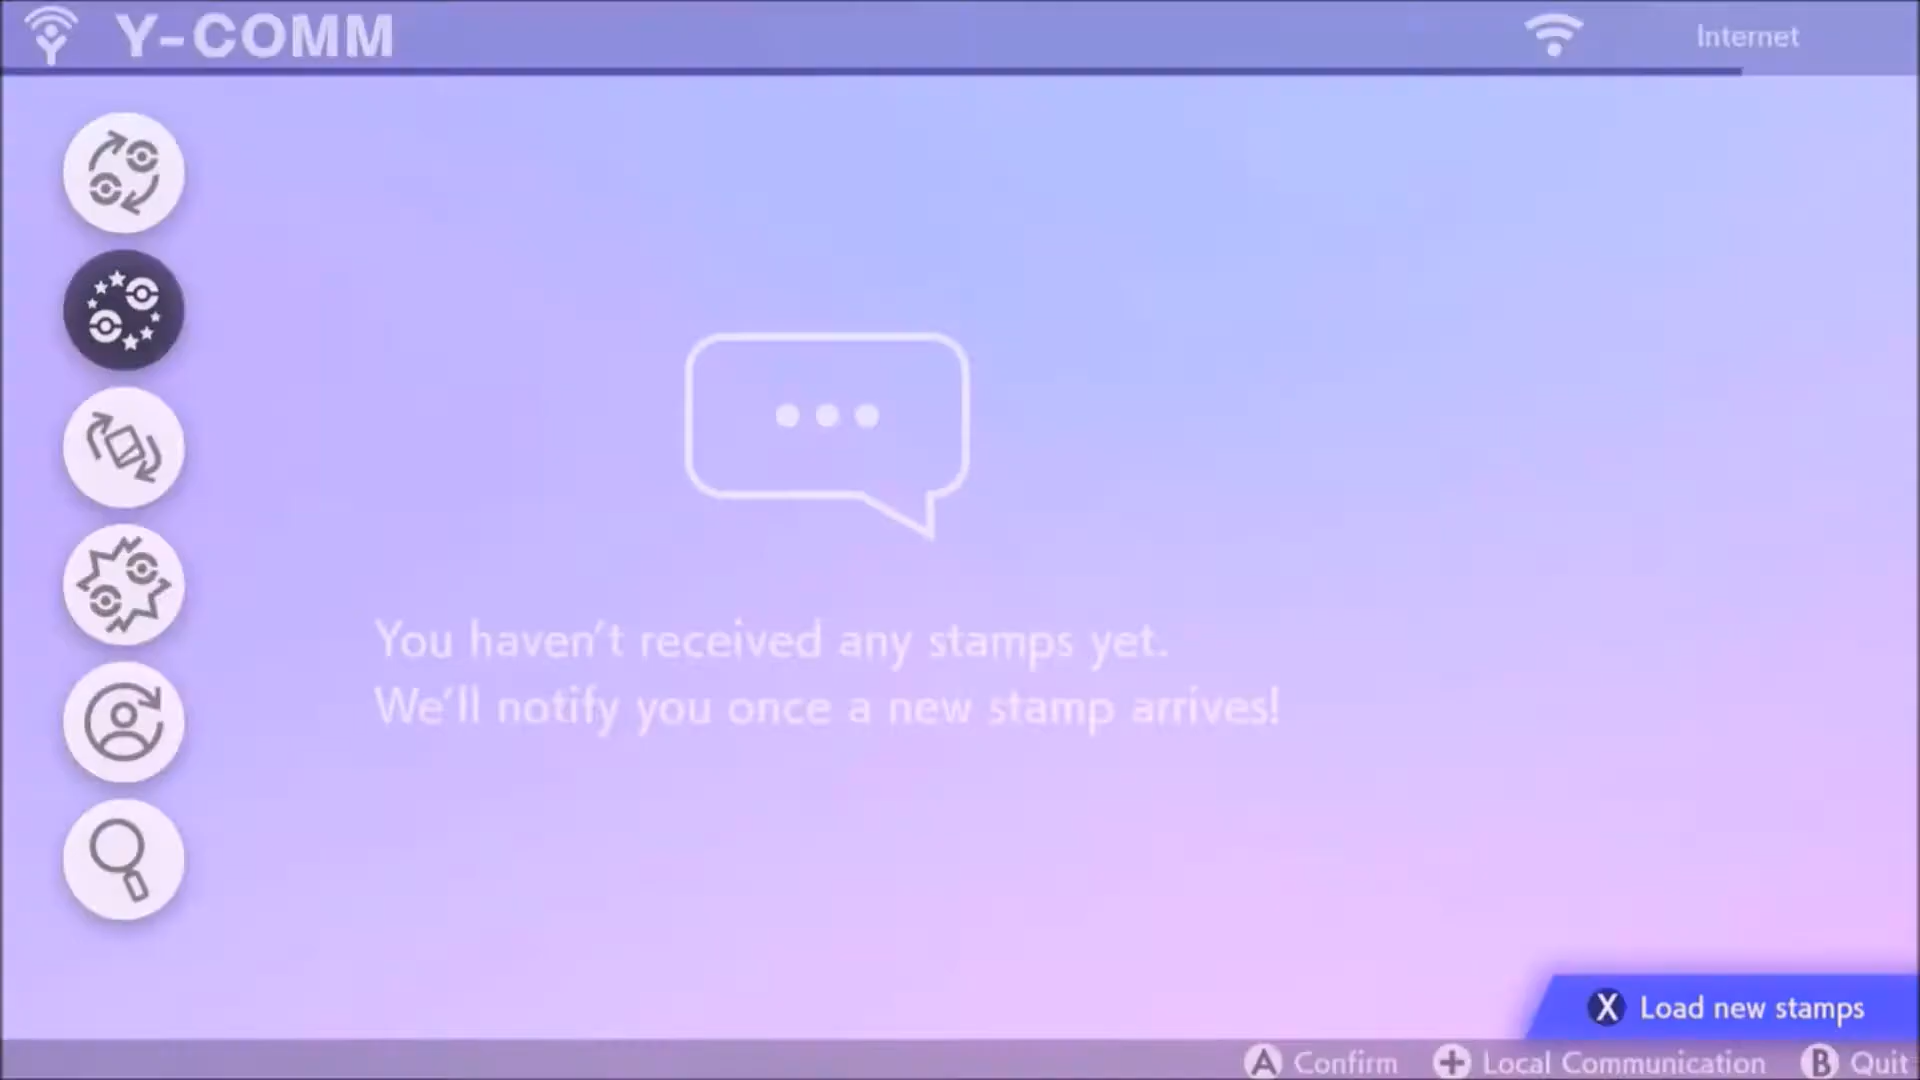 Y-COMM
Internet
You haven't received any stamps yet.
We'll notify you once a new stamp arrives!
X Load new stamps
A Confirm + Local Communication B Quit